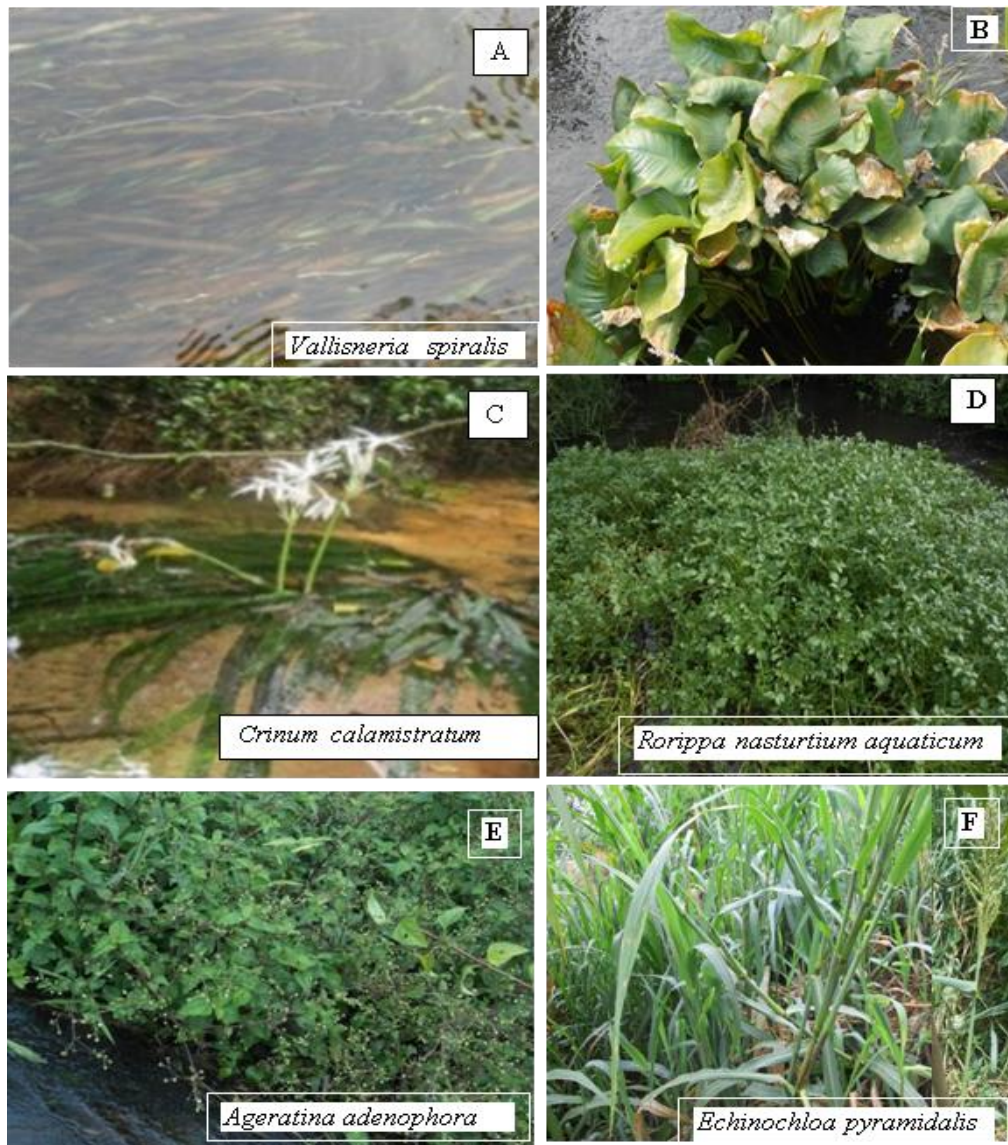 A
B
Vallisneria spiralis
C
D
Crinum calamistratum
Rorippa nasturtium aquaticum
E
F
Ageratina adenophora
Echinochloa pyramidalis